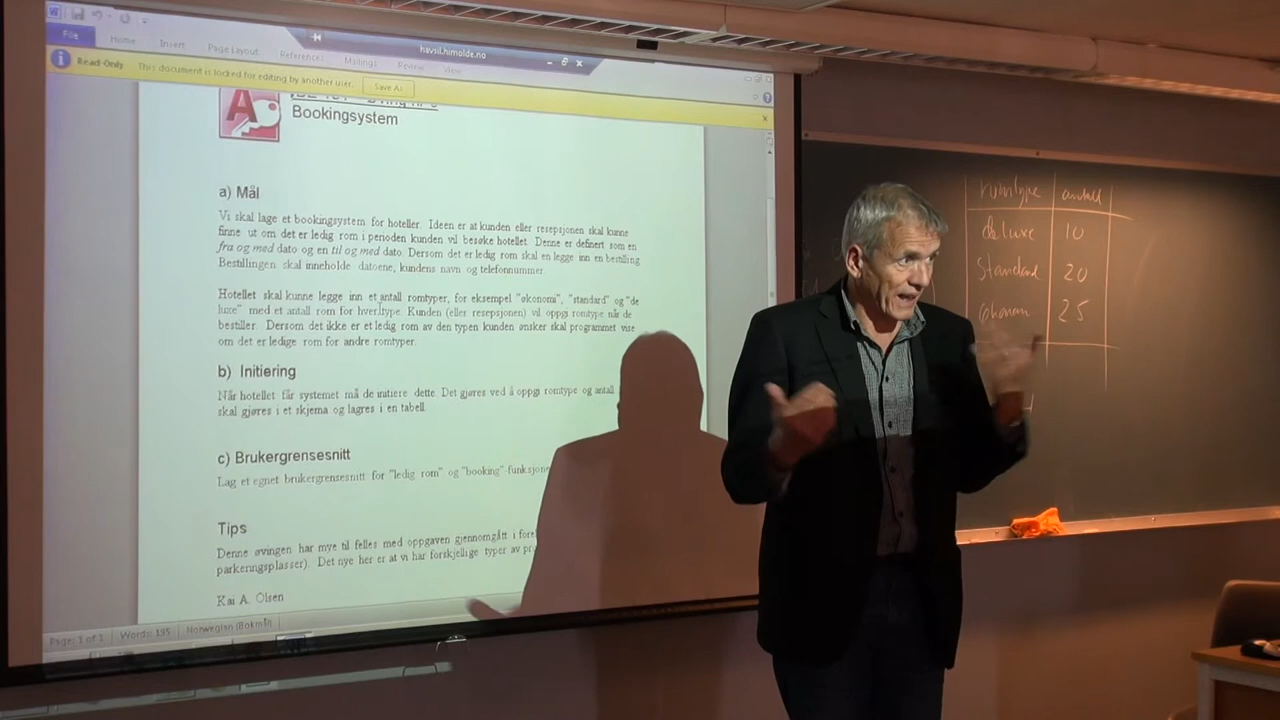 File
Home
Insert
Page Layout
References
Mailings
Review
View
havsil.himolde.no
Read-Only
This document is locked for editing by another user.
Save As
A
Bookingsystem
a) Mål
Vi skal lage et bookingsystem for hoteller. Ideen er at kunden eller resepsjonen skal kunne
finne ut om det er ledig rom i perioden kunden vil besøke hotellet. Denne er definert som en
fra og med dato og en til og med dato. Dersom det er ledig rom skal en legge inn en bestilling.
Bestillingen skal inneholde datoene, kundens navn og telefonnummer.
Hotellet skal kunne legge inn et antall romtyper, for eksempel "økonomi", "standard" og "de
luxe" med et antall rom for hver type. Kunden (eller resepsjonen) vil oppgi romtype når de
bestiller. Dersom det ikke er et ledig rom av den typen kunden ønsker skal programmet vise
om det er ledige rom for andre romtyper.
b) Initiering
Når hotellet får systemet må de initiere dette. Det gjøres ved å oppgi romtype og antall
skal gjøres i et skjema og lagres i en tabell.
c) Brukergrensesnitt
Lag et egnet brukergrensesnitt for "ledig rom" og "booking"-funksjone
Tips
Denne øvingen har mye til felles med oppgaven gjennomgått i
parkeringsplasser). Det nye her er at vi har forskjellige typer av
Kai A. Olsen
Page: 1 of 1
Words: 195
Norwegian (Bokmål
romtype antall
de luxe 10
Standard 20
økonomi 25